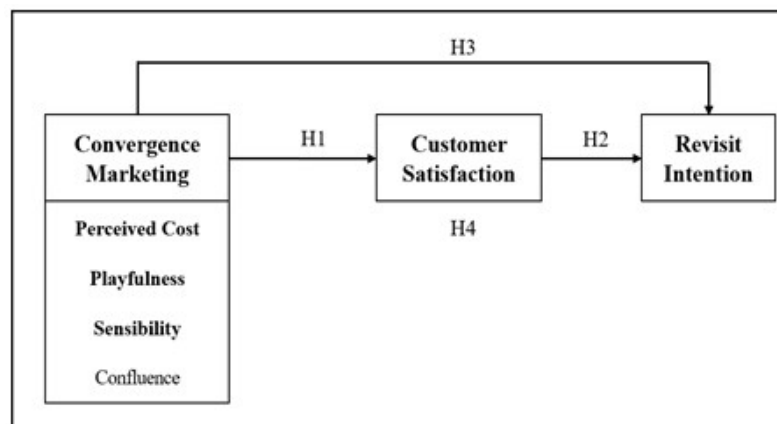 H3
Convergence
Marketing
H1
Customer
Satisfaction
H2
Revisit
Intention
Perceived Cost
Playfulness
Sensibility
Confluence
H4